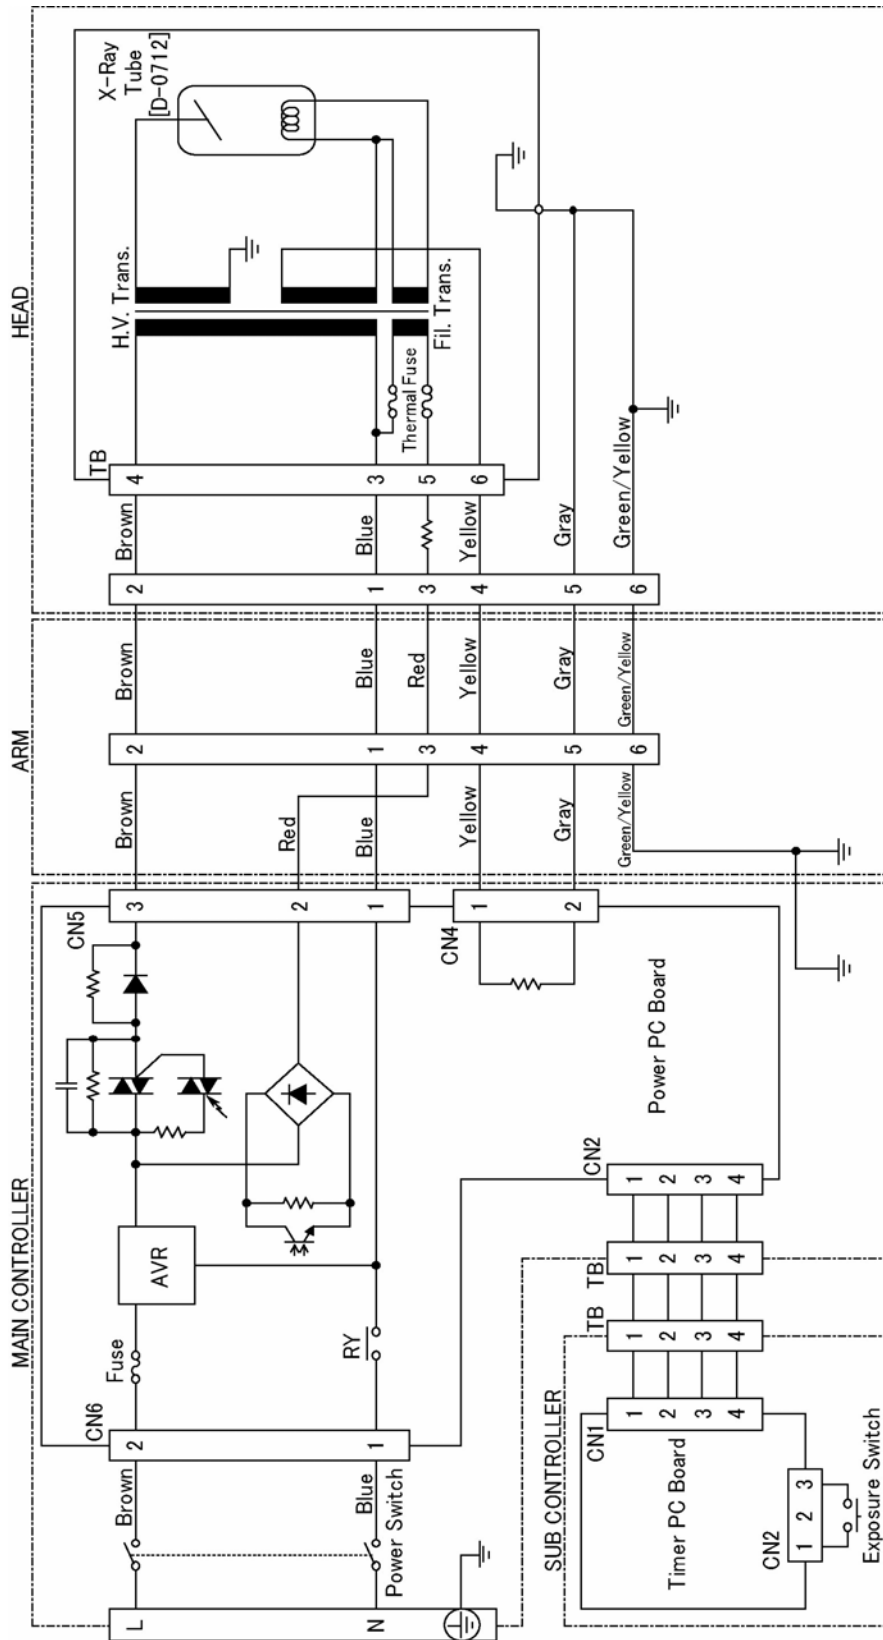 MAIN CONTROLLER
ARM
HEAD
L
N
Brown
Blue
Power Switch
CN6
2
1
Fuse
AVR
RY
CN5
3
2
1
CN4
1
2
Power PC Board
CN2
1
2
3
4
TB
1
2
3
4
TB
1
2
3
4
SUB CONTROLLER
CN1
1
2
3
4
Timer PC Board
CN2
1 2 3
Exposure Switch
Brown
Red
Blue
Yellow
Gray
Green/Yellow
2
1
3
4
5
6
Brown
Blue
Red
Yellow
Gray
Green/Yellow
2
1
3
4
5
6
Brown
Blue
Yellow
Gray
Green/Yellow
TB
4
3
5
6
Thermal Fuse
H.V. Trans.
Fil. Trans.
X-Ray
Tube
[D-0712]